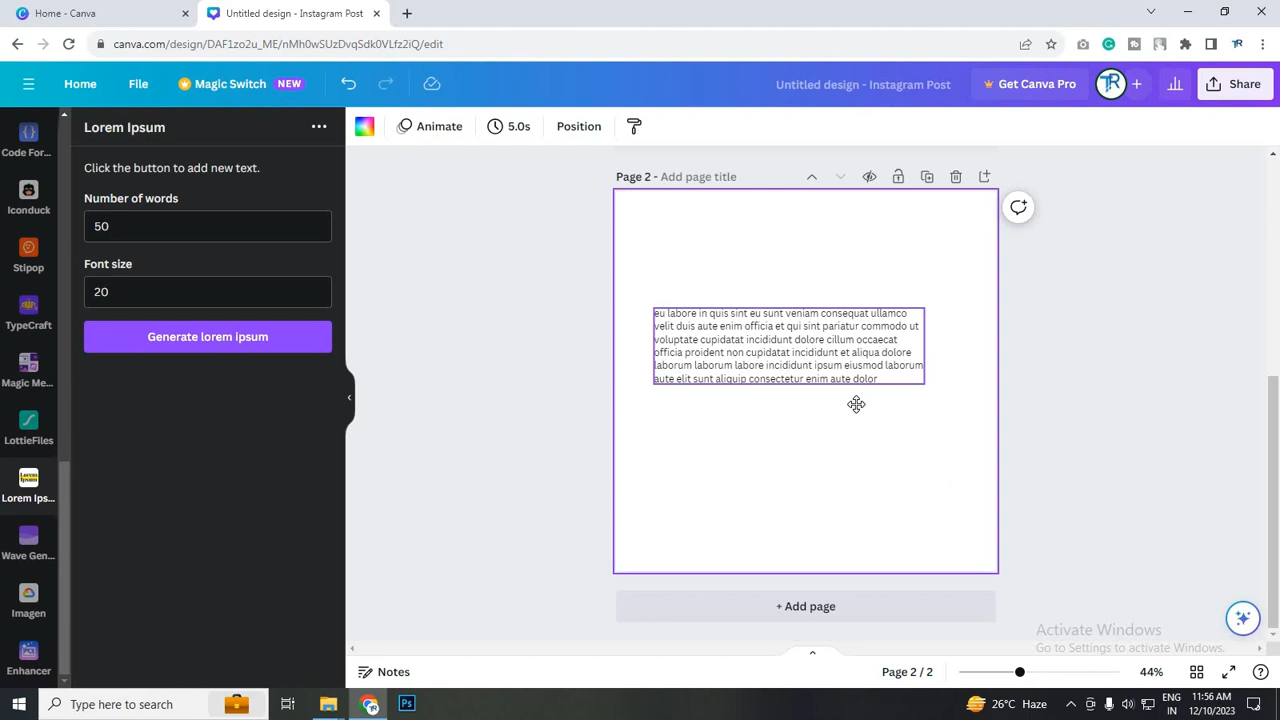 Home - Canva
Untitled design - Instagram Post
canva.com/design/DAF1zo2u_ME/nMh0wSUzDvqSdk0VLfz2iQ/edit
Home
File
Magic Switch NEW
Untitled design - Instagram Post
Get Canva Pro
Share
Lorem Ipsum
Animate
5.0s
Position
Code For...
Iconduck
Stipop
TypeCraft
Magic Me...
LottieFiles
Lorem Ips...
Wave Gen...
Imagen
Enhancer
Click the button to add new text.
Number of words
50
Font size
20
Generate lorem ipsum
Page 2 - Add page title
eu labore in quis sint eu sunt veniam consequat ullamco
velit duis aute enim officia et qui sint pariatur commodo ut
voluptate cupidatat incididunt dolore cillum occaecat
officia proident non cupidatat incididunt et aliqua dolore
laborum laborum labore incididunt ipsum eiusmod laborum
aute elit sunt aliquip consectetur enim aute dolor
+ Add page
Activate Windows
Go to Settings to activate Windows.
Notes
Page 2 / 2
44%
Type here to search
Ps
26°C Haze
ENG
IN
11:56 AM
12/10/2023